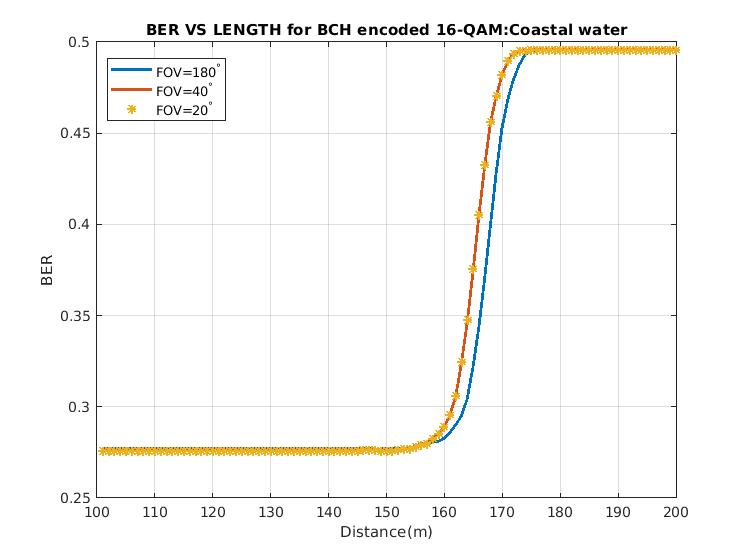 BER VS LENGTH for BCH encoded 16-QAM:Coastal water
FOV=180°
FOV=40°
FOV=20°
BER
0.5
0.45
0.4
0.35
0.3
0.25
100 110 120 130 140 150 160 170 180 190 200
Distance(m)